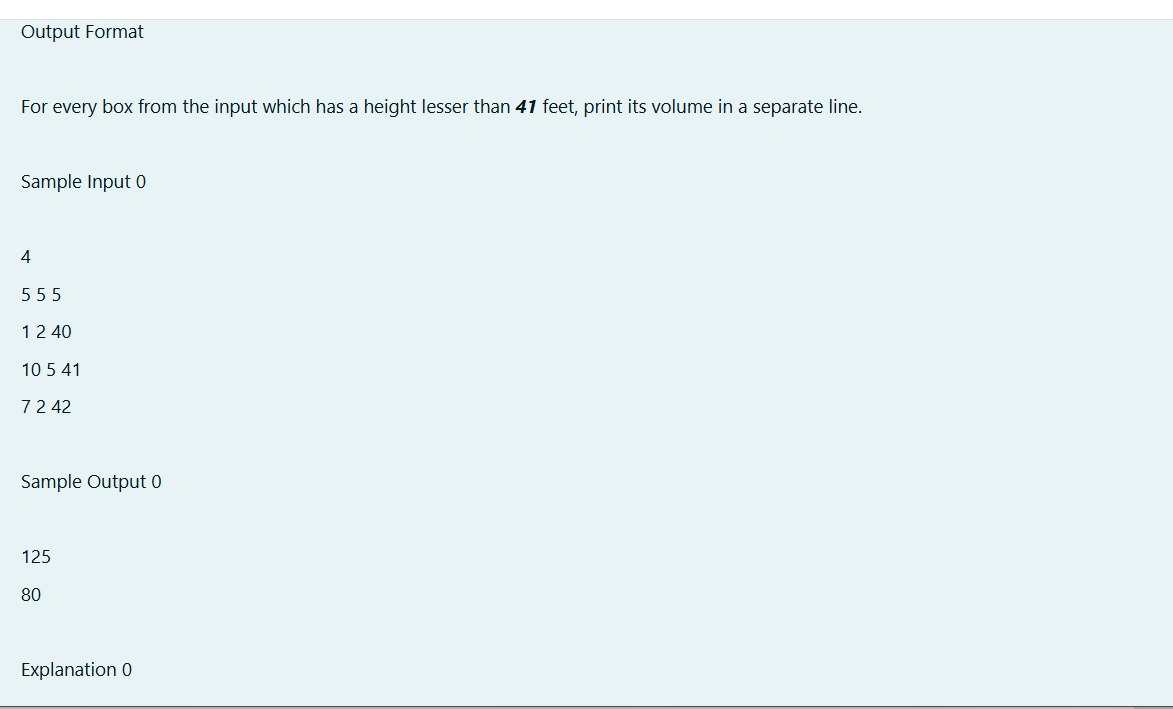 Output Format
For every box from the input which has a height lesser than 41 feet, print its volume in a separate line.
Sample Input 0
4
5 5 5
1 2 40
10 5 41
7 2 42
Sample Output 0
125
80
Explanation 0